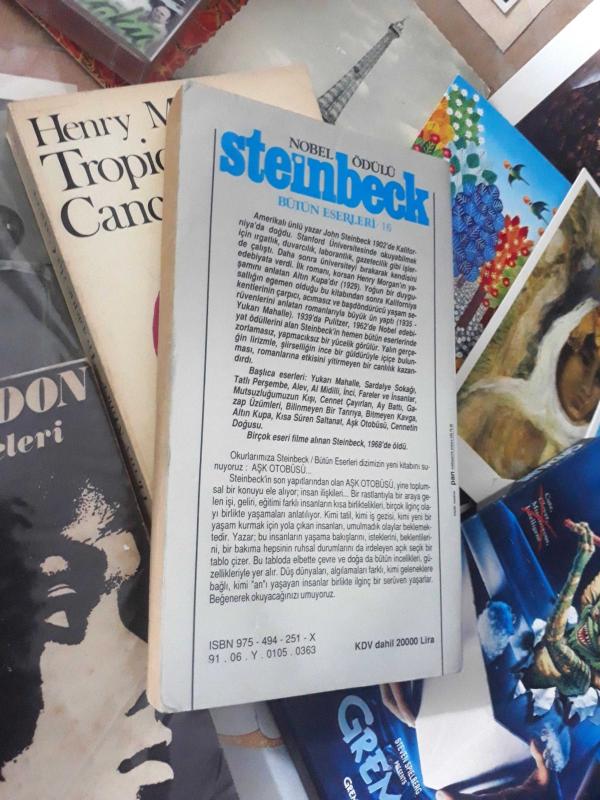 Henry M
Tropic
Canc
NOBEL ÖDÜLÜ
steinbeck
BÜTÜN ESERLERİ / 16
Amerikalı ünlü yazar John Steinbeck 1902'de Kalifor-
niya'da doğdu. Stanford Üniversitesinde okuyabilmek
için ırgatlık, duvarcılık, laborantlık, gazetecilik gibi işler-
de çalıştı. Daha sonra üniversiteyi bırakarak kendisini
edebiyata verdi. İlk romanı, korsan Henry Morgan'ın ya-
şamını anlatan Altın Kupa'dır (1929). Yoğun bir duygu-
sallığın egemen olduğu bu kitabından sonra Kaliforniya
kentlerinin çarpıcı, acımasız ve başdöndürücü yaşam se-
rüvenlerini anlatan romanlarıyla büyük ün yaptı (1935 -
Yukarı Mahalle). 1939'da Pulitzer, 1962'de Nobel edebi-
yat ödüllerini alan Steinbeck'in hemen bütün eserlerinde
zorlamasız, yapmacıksız bir yücelik görülür. Yalın gerçe-
ğin lirizmle, şiirselliğin ince bir güldürüyle içiçe bulun-
ması, romanlarına etkisini yitirmeyen bir canlılık kazan-
dırdı.
Başlıca eserleri: Yukarı Mahalle, Sardalye Sokağı,
Tatlı Perşembe, Alev, Al Midilli, İnci, Fareler ve İnsanlar,
Mutsuzluğumuzun Kışı, Cennet Çayırları, Ay Battı, Ga-
zap Üzümleri, Bilinmeyen Bir Tanrıya, Bitmeyen Kavga,
Altın Kupa, Kısa Süren Saltanat, Aşk Otobüsü, Cennetin
Doğusu.
Birçok eseri filme alınan Steinbeck, 1968'de öldü.
Okurlarımıza Steinbeck / Bütün Eserleri dizimizin yeni kitabını su-
nuyoruz : AŞK OTOBÜSÜ...
Steinbeck'in son yapıtlarından olan AŞK OTOBÜSÜ, yine toplum-
sal bir konuyu ele alıyor; insan ilişkileri... Bir rastlantıyla bir araya ge-
len işi, geliri, eğitimi farklı insanların kısa birliktelikleri, birçok ilginç ola-
yı birlikte yaşamaları anlatılıyor. Kimi tatil, kimi iş gezisi, kimi yeni bir
yaşam kurmak için yola çıkan insanları, umulmadık olaylar beklemek-
tedir. Yazar; bu insanların yaşama bakışlarını, isteklerini, beklentileri-
ni, bir bakıma hepsinin ruhsal durumlarını da irdeleyen açık seçik bir
tablo çizer. Bu tabloda elbette çevre ve doğa da bütün incelikleri, gü-
zellikleriyle yer alır. Düş dünyaları, algılamaları farklı, kimi geleneklere
bağlı, kimi "an"ı yaşayan insanlar birlikte ilginç bir serüven yaşarlar.
Beğenerek okuyacağınızı umuyoruz.
ISBN 975 - 494 - 251 - X
91 . 06 . Y . 0105 . 0363
KDV dahil 20000 Lira
pan
DON
leri
STEVEN SPIELBERG
PRESENTS
GREM